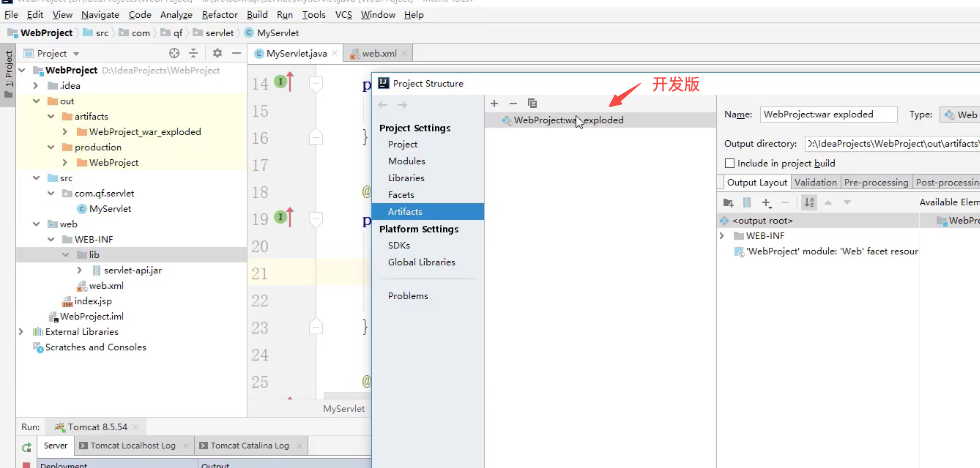 File Edit View Navigate Code Analyze Refactor Build Run Tools VCS Window Help
WebProject src com qf servlet MyServlet
1: Project
Project
MyServlet.java
web.xml
WebProject D:\IdeaProjects\WebProject
.idea
out
artifacts
WebProject_war_exploded
production
WebProject
src
com.qf.servlet
MyServlet
web
WEB-INF
lib
servlet-api.jar
web.xml
index.jsp
WebProject.iml
External Libraries
Scratches and Consoles
14 p
15
16 }
17
18 @
19 p
20
21
22
23 }
24
25 @
MyServlet
Project Structure
开发版
Project Settings
Project
Modules
Libraries
Facets
Artifacts
Platform Settings
SDKs
Global Libraries
Problems
WebProject:war exploded
Name: WebProject:war exploded Type: Web
Output directory: D:\IdeaProjects\WebProject\out\artifacts\
Include in project build
Output Layout Validation Pre-processing Post-processin
Available Elem
<output root>
WebPro
WEB-INF
'WebProject' module: 'Web' facet resour
Run: Tomcat 8.5.54
Server Tomcat Localhost Log Tomcat Catalina Log
Deployment Output